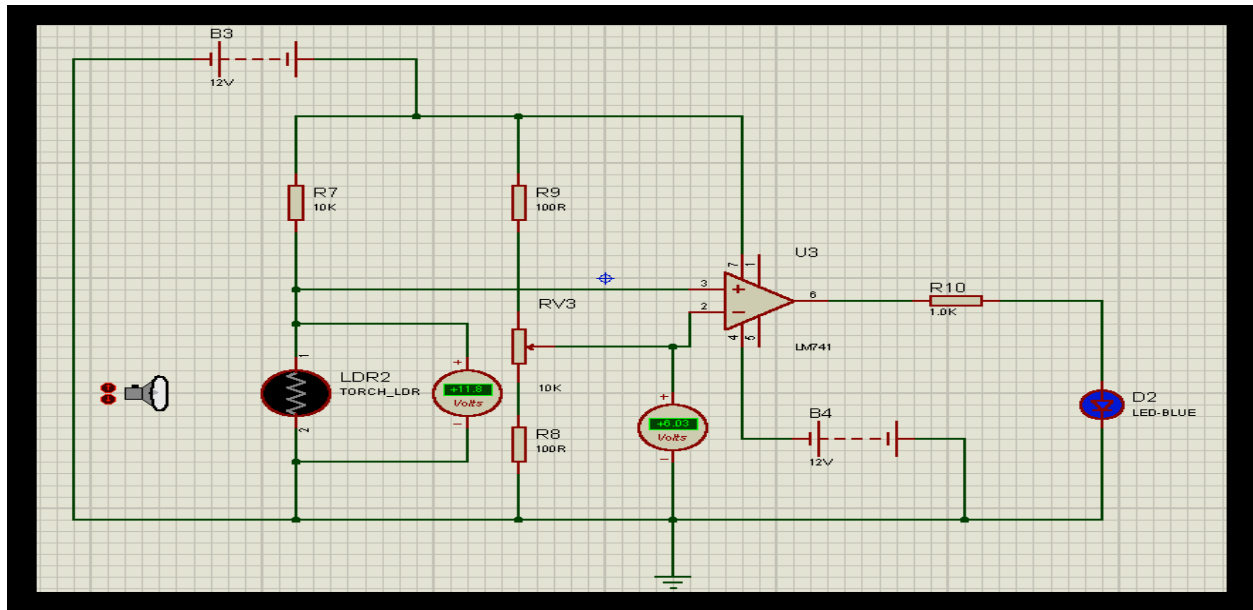 B3
12V
R7
10K
R9
100R
U3
7
1
3
+
2
−
6
4
5
LM741
R10
1.0K
RV3
10K
1
LDR2
TORCH_LDR
2
+
+11.8
Volts
−
R8
100R
+
+6.03
Volts
−
B4
12V
D2
LED-BLUE